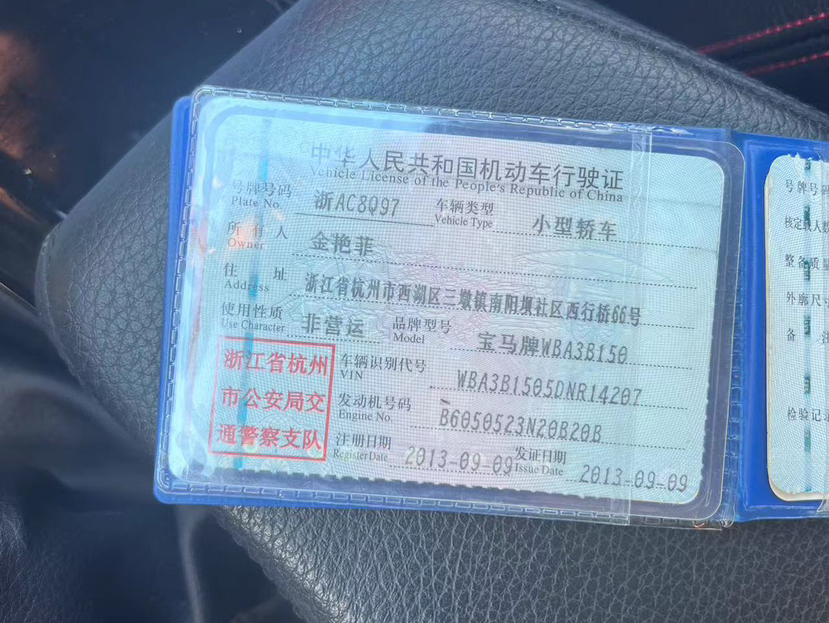 中华人民共和国机动车行驶证
Vehicle License of the People's Republic of China
号牌号码 浙AC8Q97 车辆类型 小型轿车
Plate No. Vehicle Type
所有人 金艳菲
Owner
住址 浙江省杭州市西湖区三墩镇南阳坝社区西行桥66号
Address
使用性质 非营运 品牌型号 宝马牌WBA3B150
Use Character Model
浙江省杭州
市公安局交
通警察支队
车辆识别代号 WBA3B1505DNR14207
VIN
发动机号码 B6050523N20B20B
Engine No.
注册日期 2013-09-09 发证日期 2013-09-09
Register Date Issue Date
号牌号码
核定载人数
整备质量
外廓尺寸
备 注
检验记录